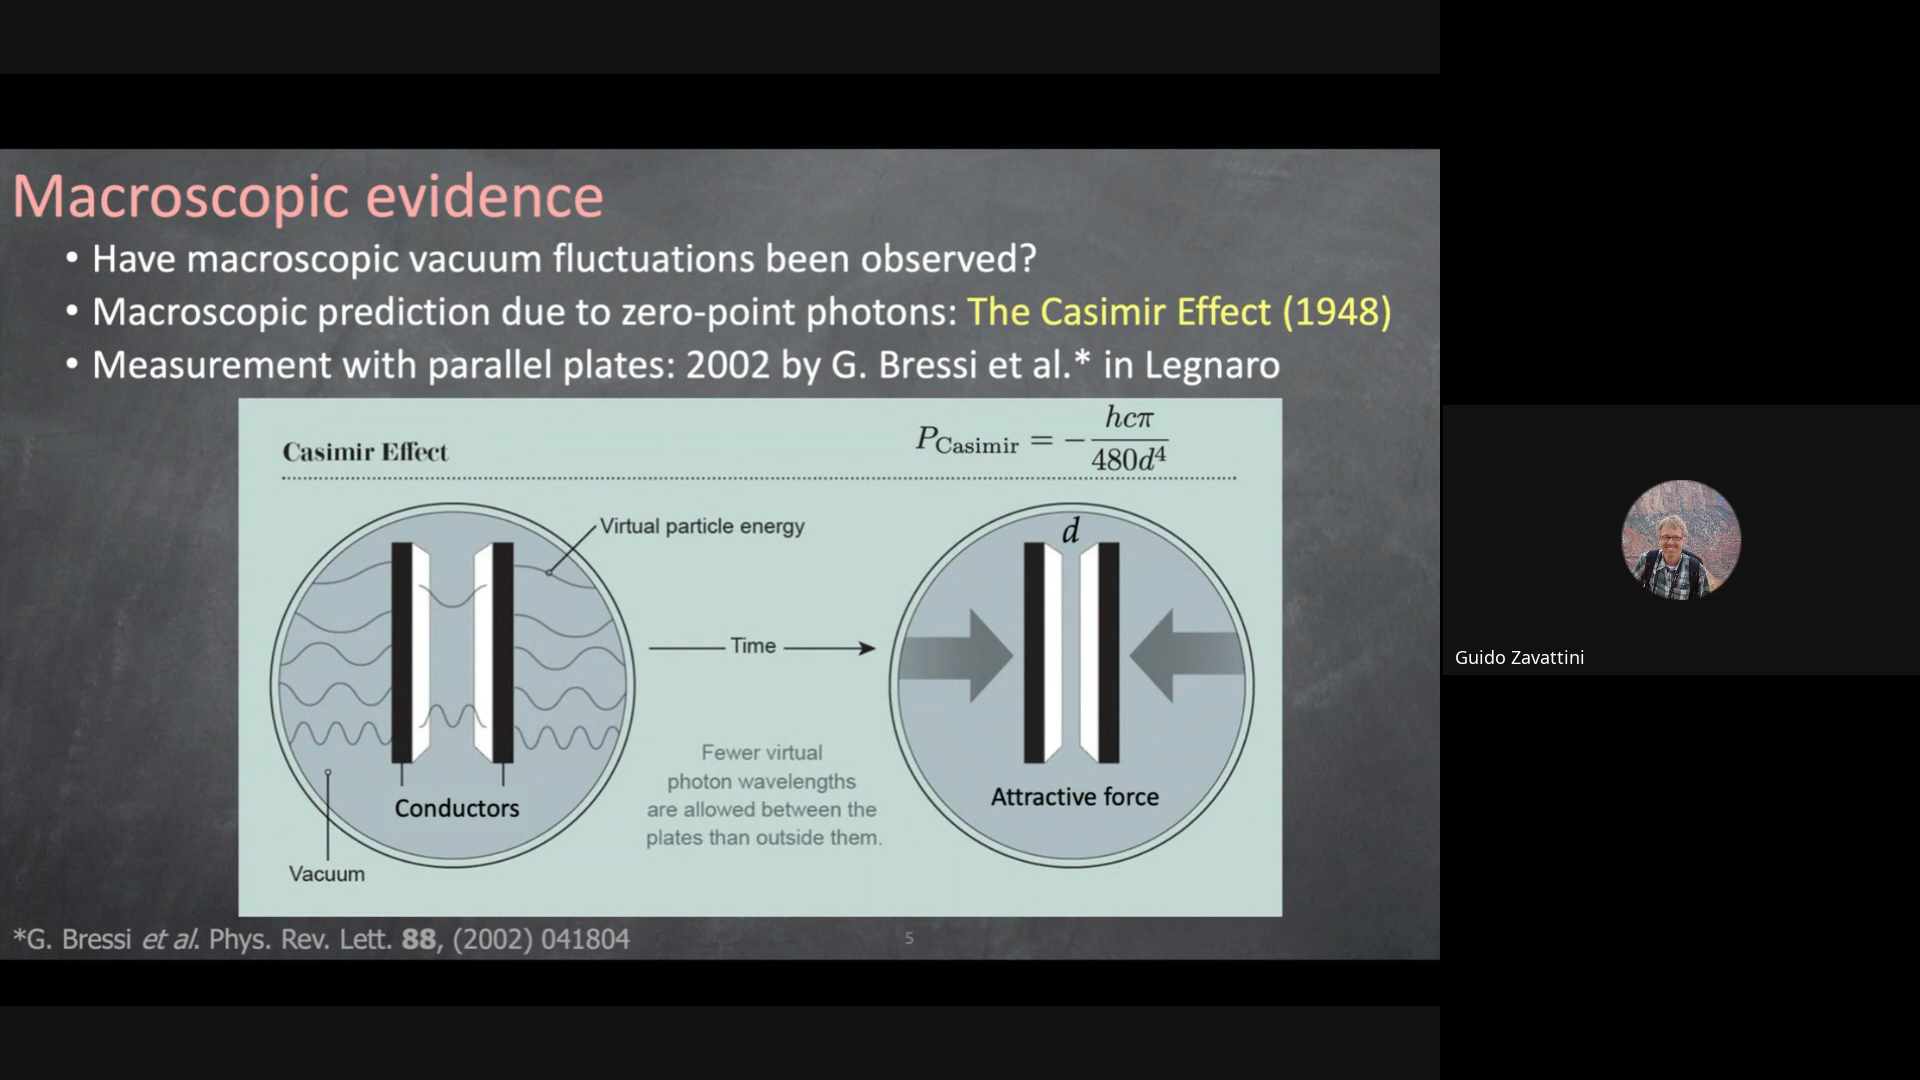 Macroscopic evidence
• Have macroscopic vacuum fluctuations been observed?
• Macroscopic prediction due to zero-point photons: The Casimir Effect (1948)
• Measurement with parallel plates: 2002 by G. Bressi et al.* in Legnaro
Casimir Effect
P_Casimir = − hcπ / 480d⁴
Virtual particle energy
d
Time
Fewer virtual
photon wavelengths
are allowed between the
plates than outside them.
Conductors
Attractive force
Vacuum
*G. Bressi et al. Phys. Rev. Lett. 88, (2002) 041804
5
Guido Zavattini